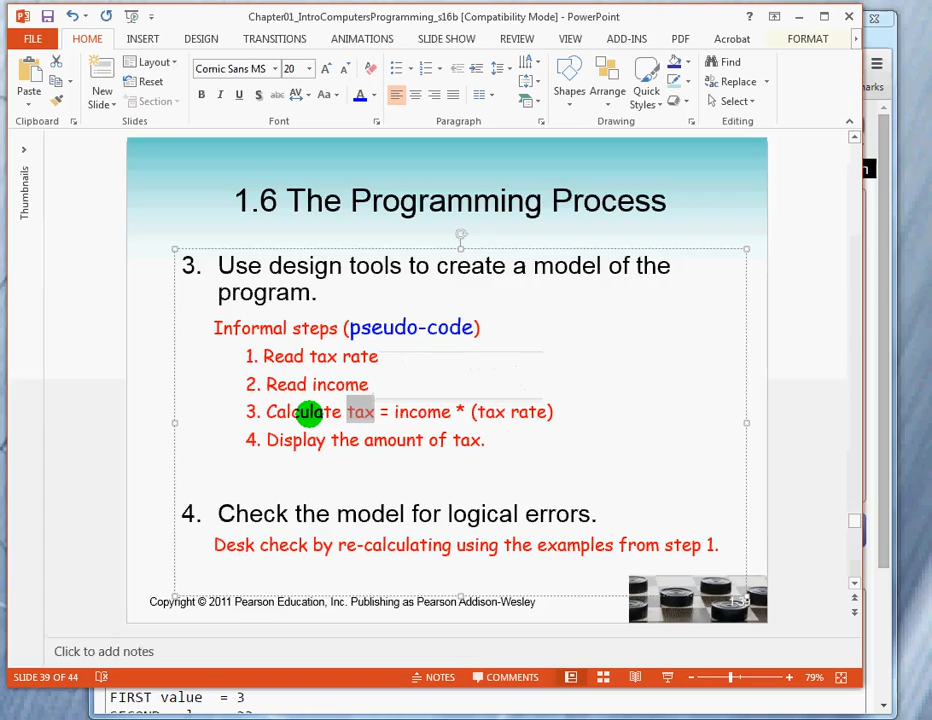 Chapter01_IntroComputersProgramming_s16b [Compatibility Mode] - PowerPoint
FILE HOME INSERT DESIGN TRANSITIONS ANIMATIONS SLIDE SHOW REVIEW VIEW ADD-INS PDF Acrobat FORMAT
Paste
New Slide
Layout
Reset
Section
Comic Sans MS 20
B I U S abc AV Aa A
Shapes Arrange Quick Styles
Find
Replace
Select
Clipboard Slides Font Paragraph Drawing Editing
Thumbnails
1.6 The Programming Process
3. Use design tools to create a model of the
program.
Informal steps (pseudo-code)
1. Read tax rate
2. Read income
3. Calculate tax = income * (tax rate)
4. Display the amount of tax.
4. Check the model for logical errors.
Desk check by re-calculating using the examples from step 1.
Copyright © 2011 Pearson Education, Inc. Publishing as Pearson Addison-Wesley
Click to add notes
SLIDE 39 OF 44 NOTES COMMENTS 79%
FIRST value = 3